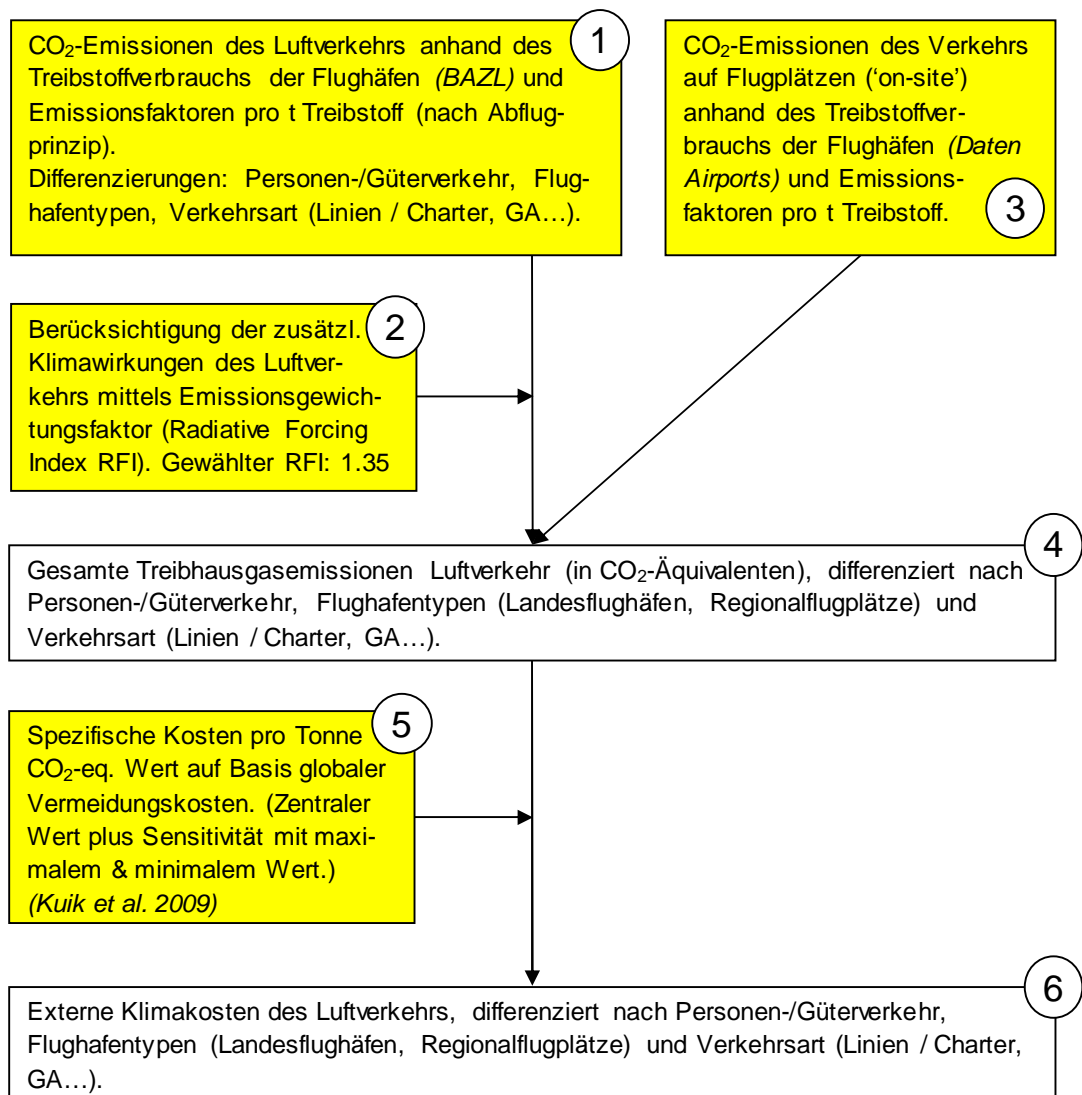 1
CO₂-Emissionen des Luftverkehrs anhand des
Treibstoffverbrauchs der Flughäfen (BAZL) und
Emissionsfaktoren pro t Treibstoff (nach Abflug-
prinzip).
Differenzierungen: Personen-/Güterverkehr, Flug-
hafentypen, Verkehrsart (Linien / Charter, GA…).
CO₂-Emissionen des Verkehrs
auf Flugplätzen (‘on-site’)
anhand des Treibstoffver-
brauchs der Flughäfen (Daten
Airports) und Emissions-
faktoren pro t Treibstoff.
3
2
Berücksichtigung der zusätzl.
Klimawirkungen des Luftver-
kehrs mittels Emissionsgewich-
tungsfaktor (Radiative Forcing
Index RFI). Gewählter RFI: 1.35
4
Gesamte Treibhausgasemissionen Luftverkehr (in CO₂-Äquivalenten), differenziert nach
Personen-/Güterverkehr, Flughafentypen (Landesflughäfen, Regionalflugplätze) und
Verkehrsart (Linien / Charter, GA…).
5
Spezifische Kosten pro Tonne
CO₂-eq. Wert auf Basis globaler
Vermeidungskosten. (Zentraler
Wert plus Sensitivität mit maxi-
malem & minimalem Wert.)
(Kuik et al. 2009)
6
Externe Klimakosten des Luftverkehrs, differenziert nach Personen-/Güterverkehr,
Flughafentypen (Landesflughäfen, Regionalflugplätze) und Verkehrsart (Linien / Charter,
GA…).